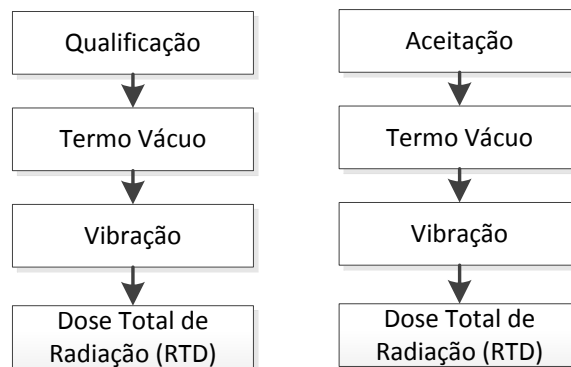 Qualificação
Termo Vácuo
Vibração
Dose Total de
Radiação (RTD)
Aceitação
Termo Vácuo
Vibração
Dose Total de
Radiação (RTD)